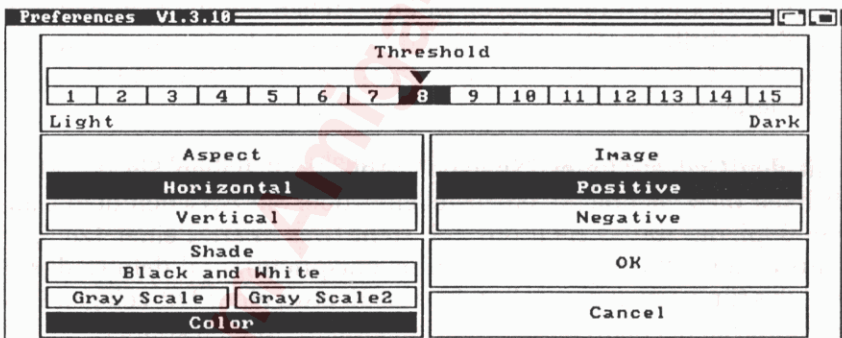 Preferences V1.3.10
Threshold
1 2 3 4 5 6 7 8 9 10 11 12 13 14 15
Light Dark
Aspect
Horizontal
Vertical
Image
Positive
Negative
Shade
Black and White
Gray Scale Gray Scale2
Color
OK
Cancel